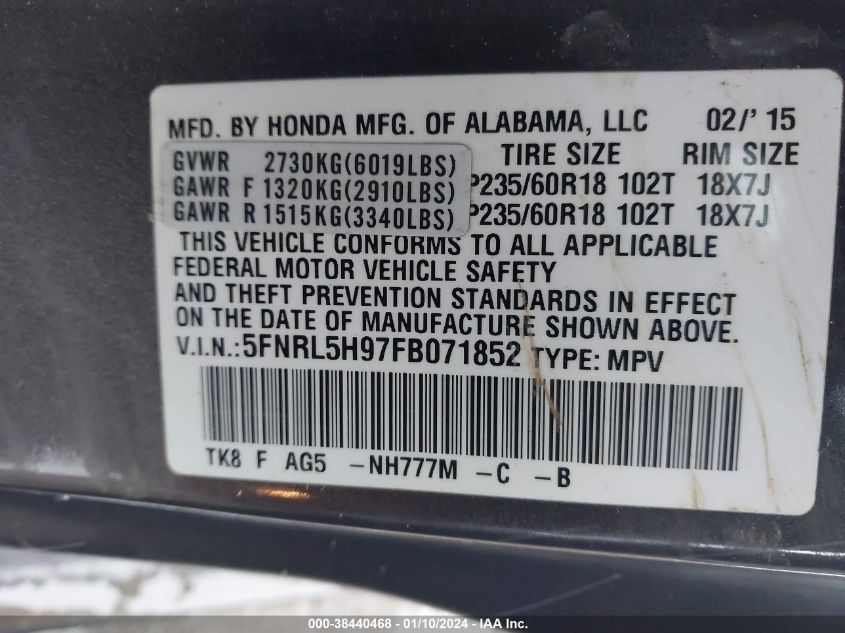 MFD. BY HONDA MFG. OF ALABAMA, LLC 02/'15
TIRE SIZE RIM SIZE
GVWR 2730KG(6019LBS)
GAWR F 1320KG(2910LBS) P235/60R18 102T 18X7J
GAWR R 1515KG(3340LBS) P235/60R18 102T 18X7J
THIS VEHICLE CONFORMS TO ALL APPLICABLE
FEDERAL MOTOR VEHICLE SAFETY
AND THEFT PREVENTION STANDARDS IN EFFECT
ON THE DATE OF MANUFACTURE SHOWN ABOVE.
V.I.N.:5FNRL5H97FB071852 TYPE: MPV
TK8 F AG5 -NH777M -C -B
000-38440468 - 01/10/2024 - IAA Inc.